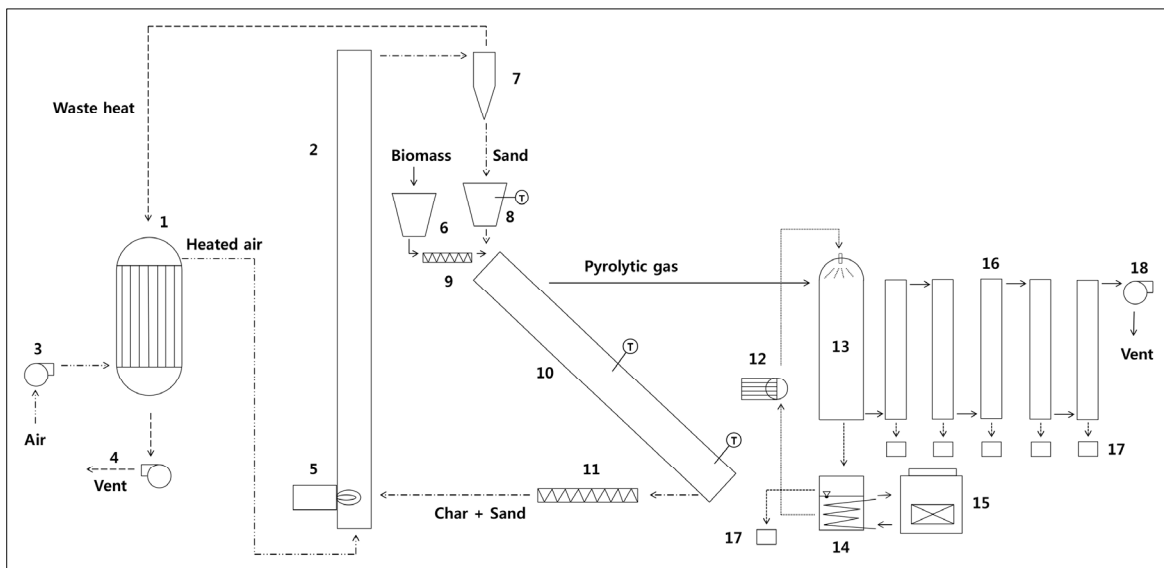 7
Waste heat
2
Biomass
Sand
T
8
1
6
Heated air
9
Pyrolytic gas
16
18
3
13
T
12
10
Vent
Air
T
17
4
11
5
Vent
15
Char + Sand
17
14